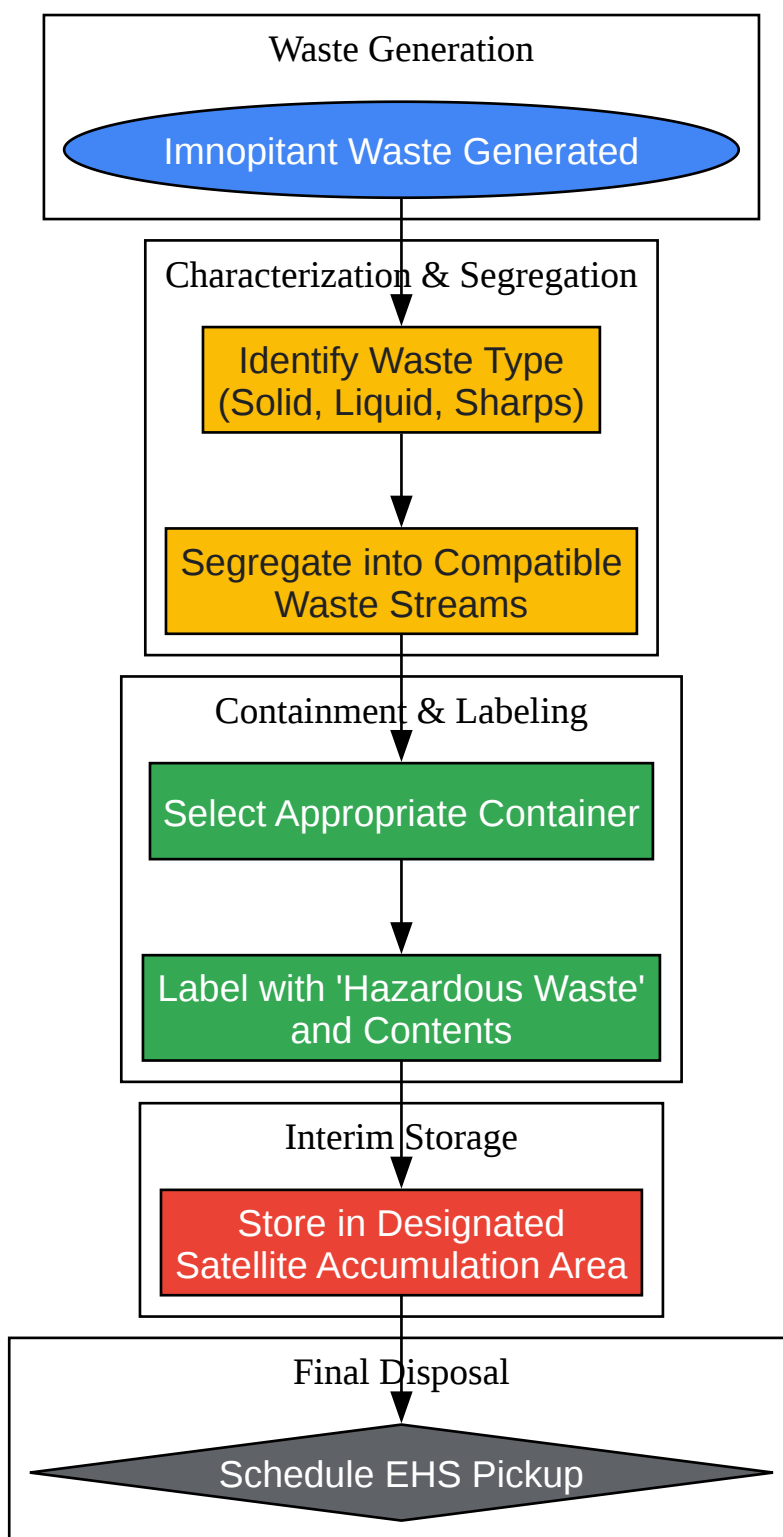 Waste Generation
Imnopitant Waste Generated
Characterization & Segregation
Identify Waste Type
(Solid, Liquid, Sharps)
Segregate into Compatible
Waste Streams
Containment & Labeling
Select Appropriate Container
Label with 'Hazardous Waste'
and Contents
Interim Storage
Store in Designated
Satellite Accumulation Area
Final Disposal
Schedule EHS Pickup